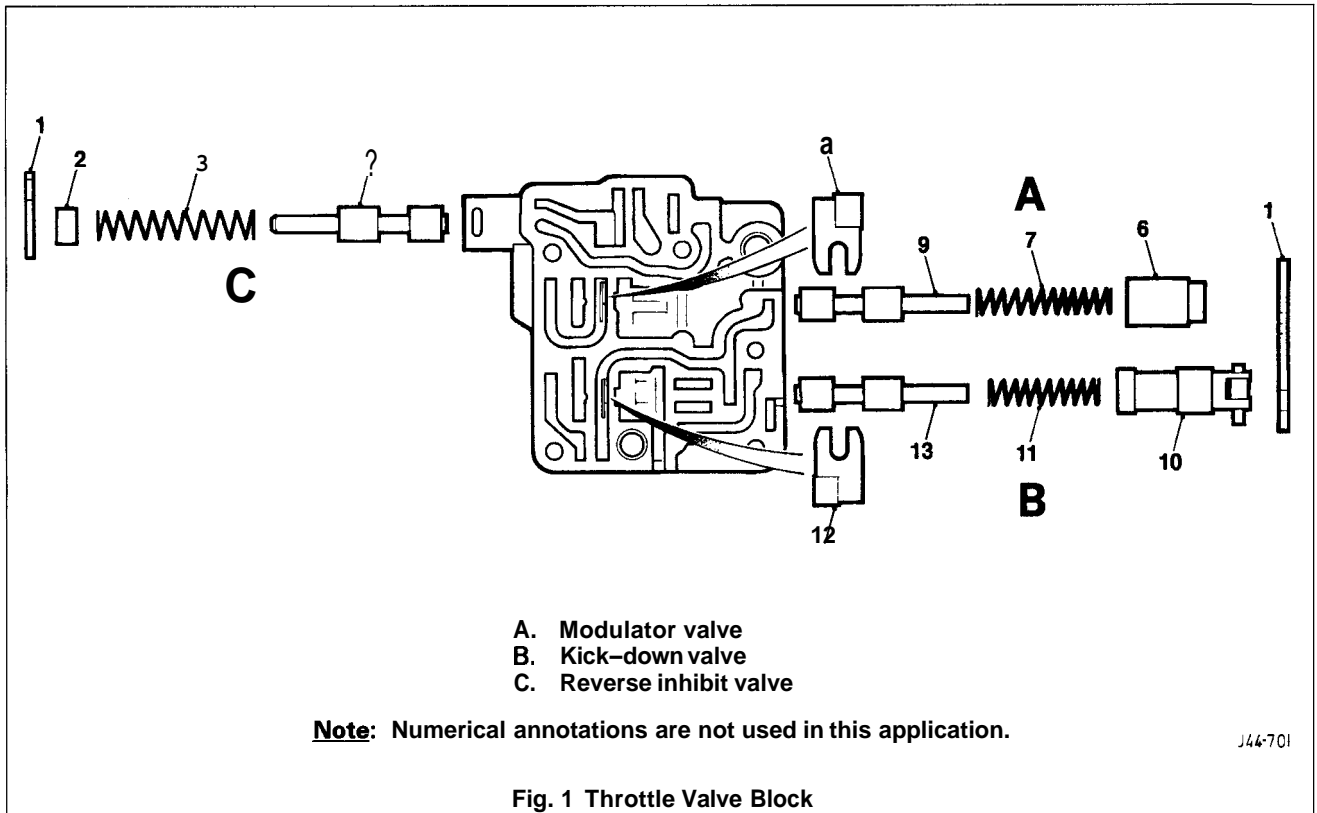 1
2
3
?
a
A
9
7
6
1
C
13
11
10
12
B
A. Modulator valve
B. Kick–down valve
C. Reverse inhibit valve
Note: Numerical annotations are not used in this application.
J44-701
Fig. 1 Throttle Valve Block